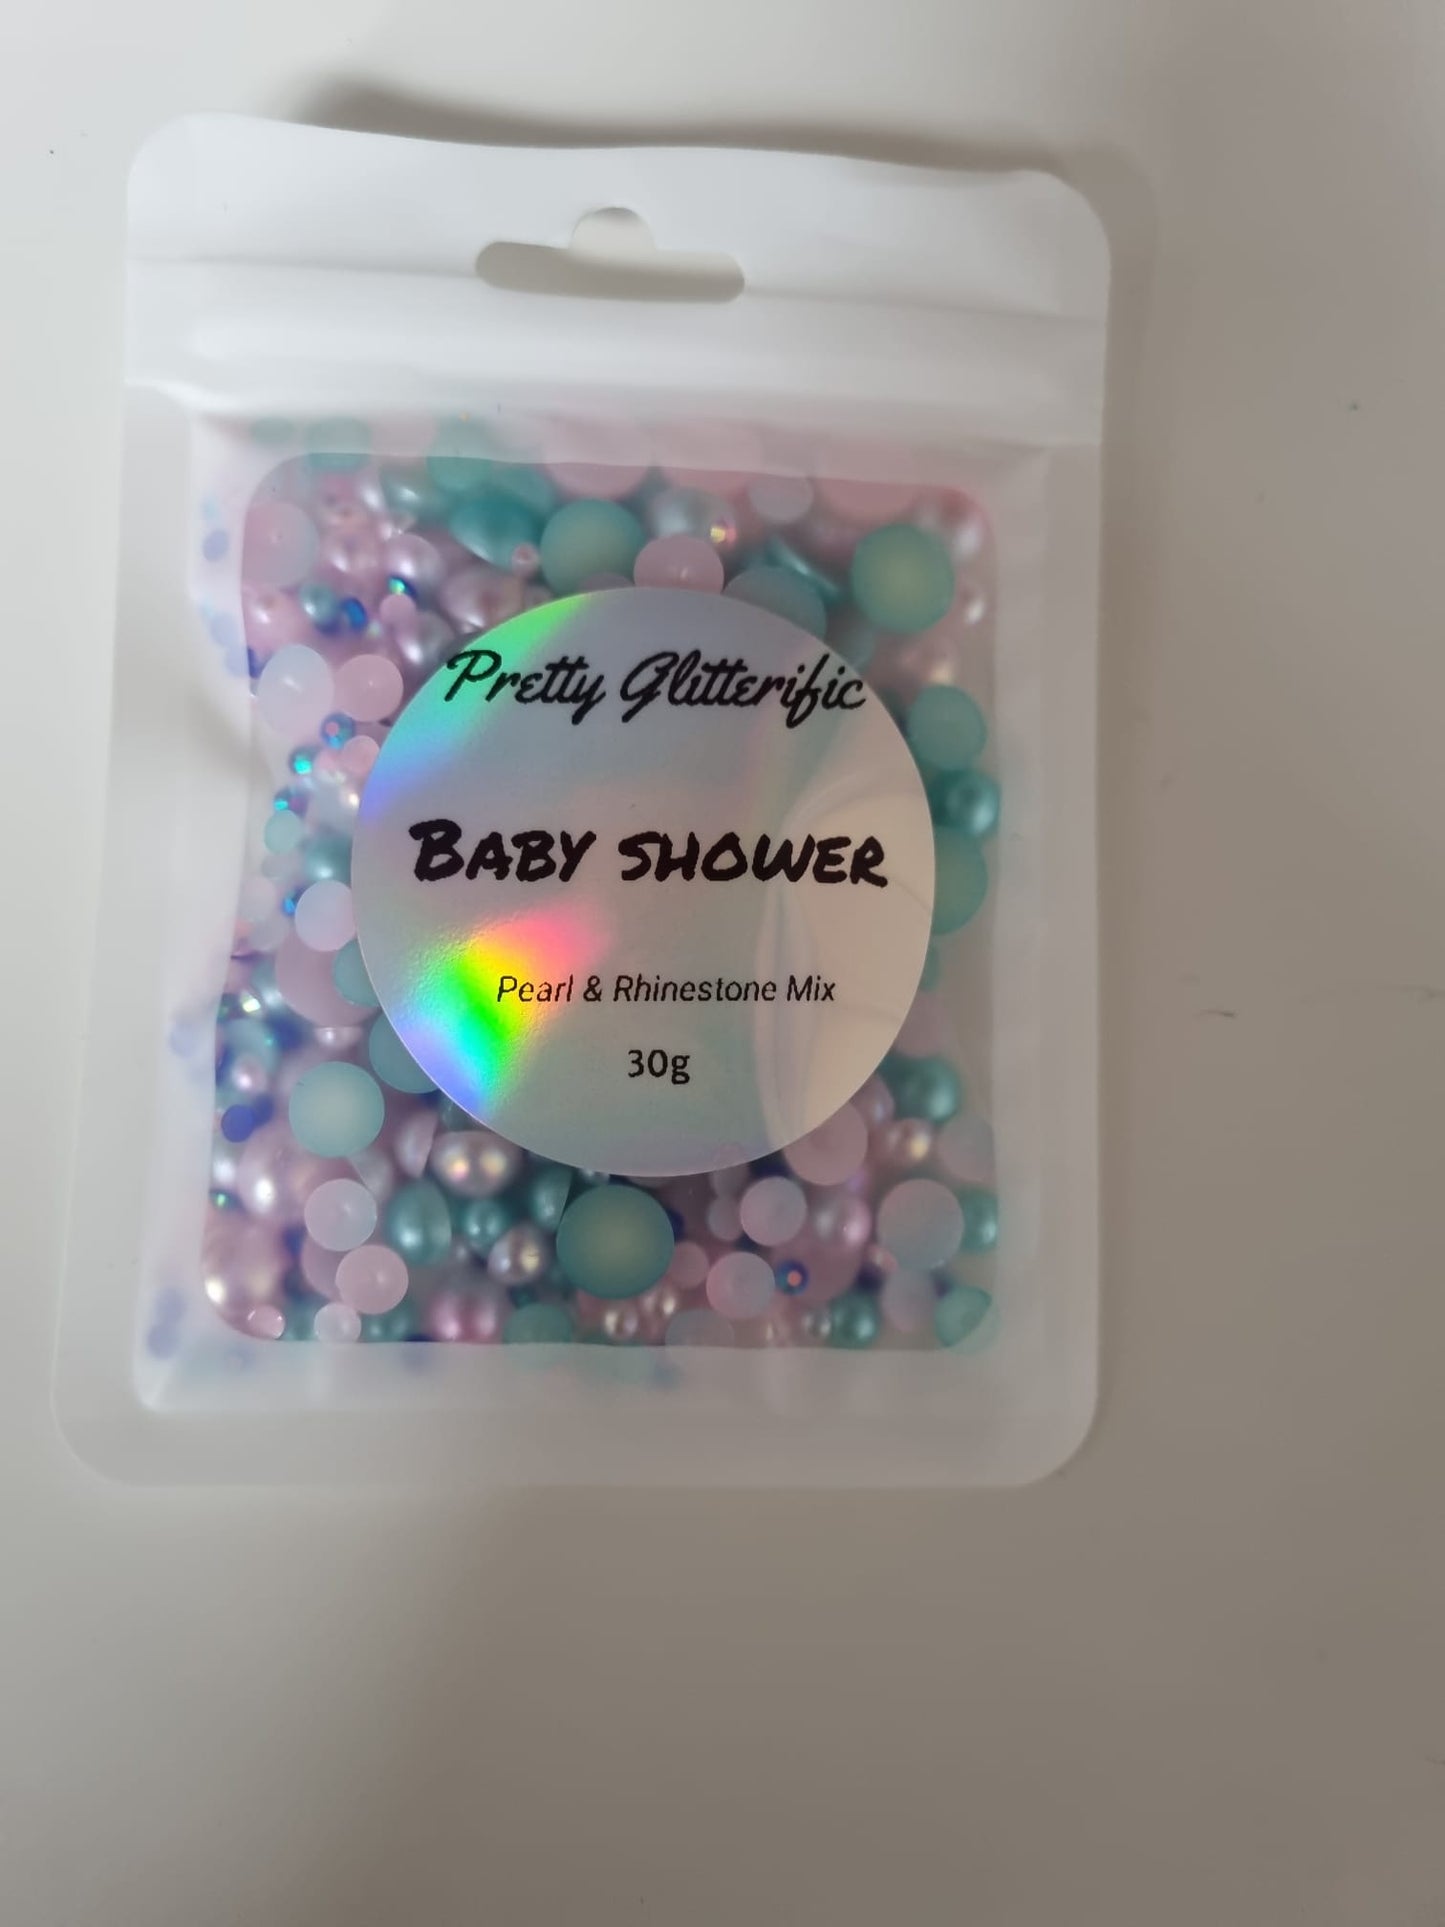 Pretty Glitterific
Baby shower
Pearl & Rhinestone Mix
30g